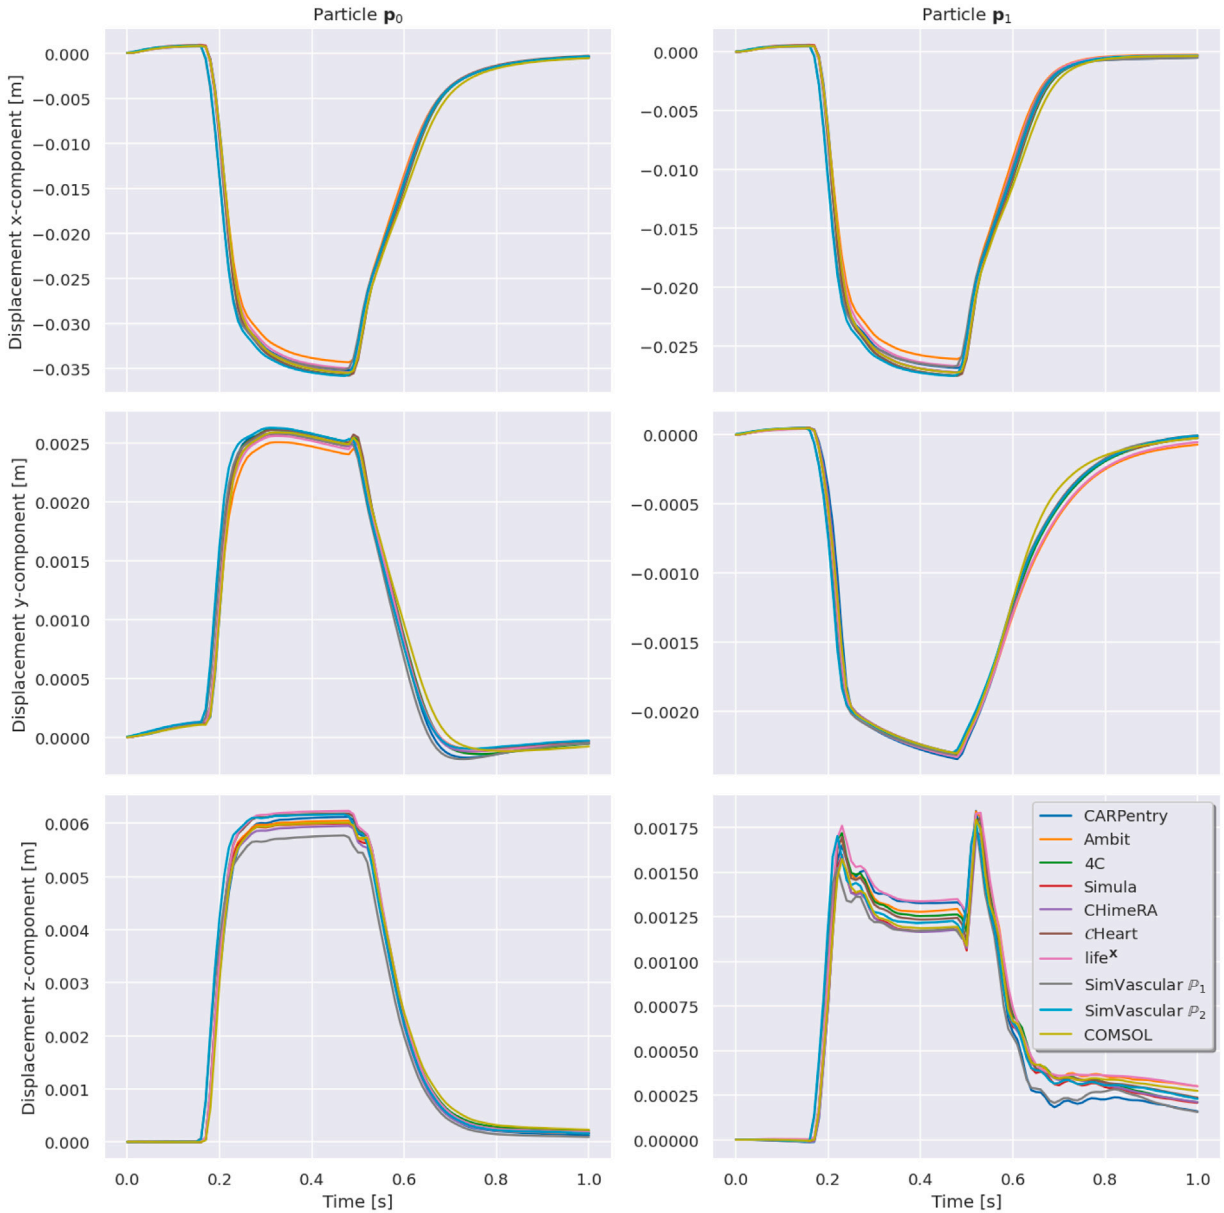 Particle p₀
Particle p₁
Displacement x-component [m]
0.000
−0.005
−0.010
−0.015
−0.020
−0.025
−0.030
−0.035
0.000
−0.005
−0.010
−0.015
−0.020
−0.025
Displacement y-component [m]
0.0025
0.0020
0.0015
0.0010
0.0005
0.0000
0.0000
−0.0005
−0.0010
−0.0015
−0.0020
Displacement z-component [m]
0.006
0.005
0.004
0.003
0.002
0.001
0.000
0.00175
0.00150
0.00125
0.00100
0.00075
0.00050
0.00025
0.00000
CARPentry
Ambit
4C
Simula
CHimeRA
𝒞Heart
lifeˣ
SimVascular ℙ₁
SimVascular ℙ₂
COMSOL
0.0 0.2 0.4 0.6 0.8 1.0
0.0 0.2 0.4 0.6 0.8 1.0
Time [s]
Time [s]